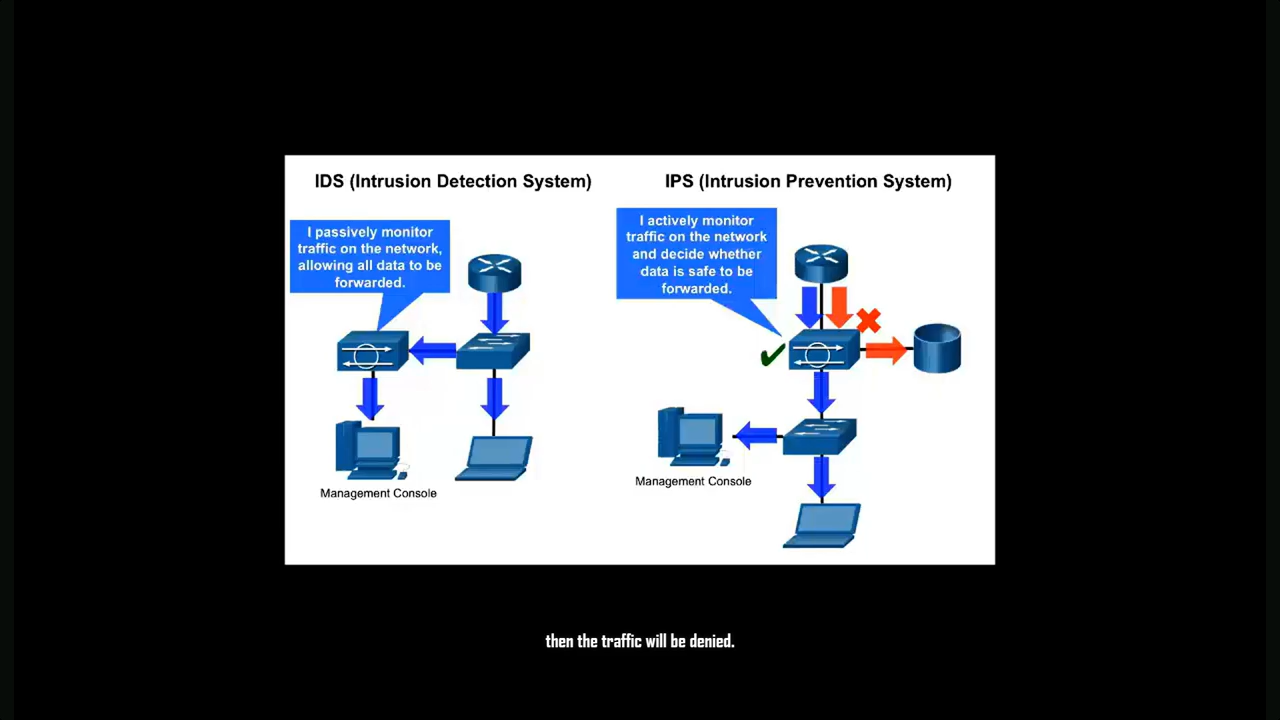 IDS (Intrusion Detection System)
I passively monitor
traffic on the network,
allowing all data to be
forwarded.
Management Console
IPS (Intrusion Prevention System)
I actively monitor
traffic on the network
and decide whether
data is safe to be
forwarded.
Management Console
then the traffic will be denied.